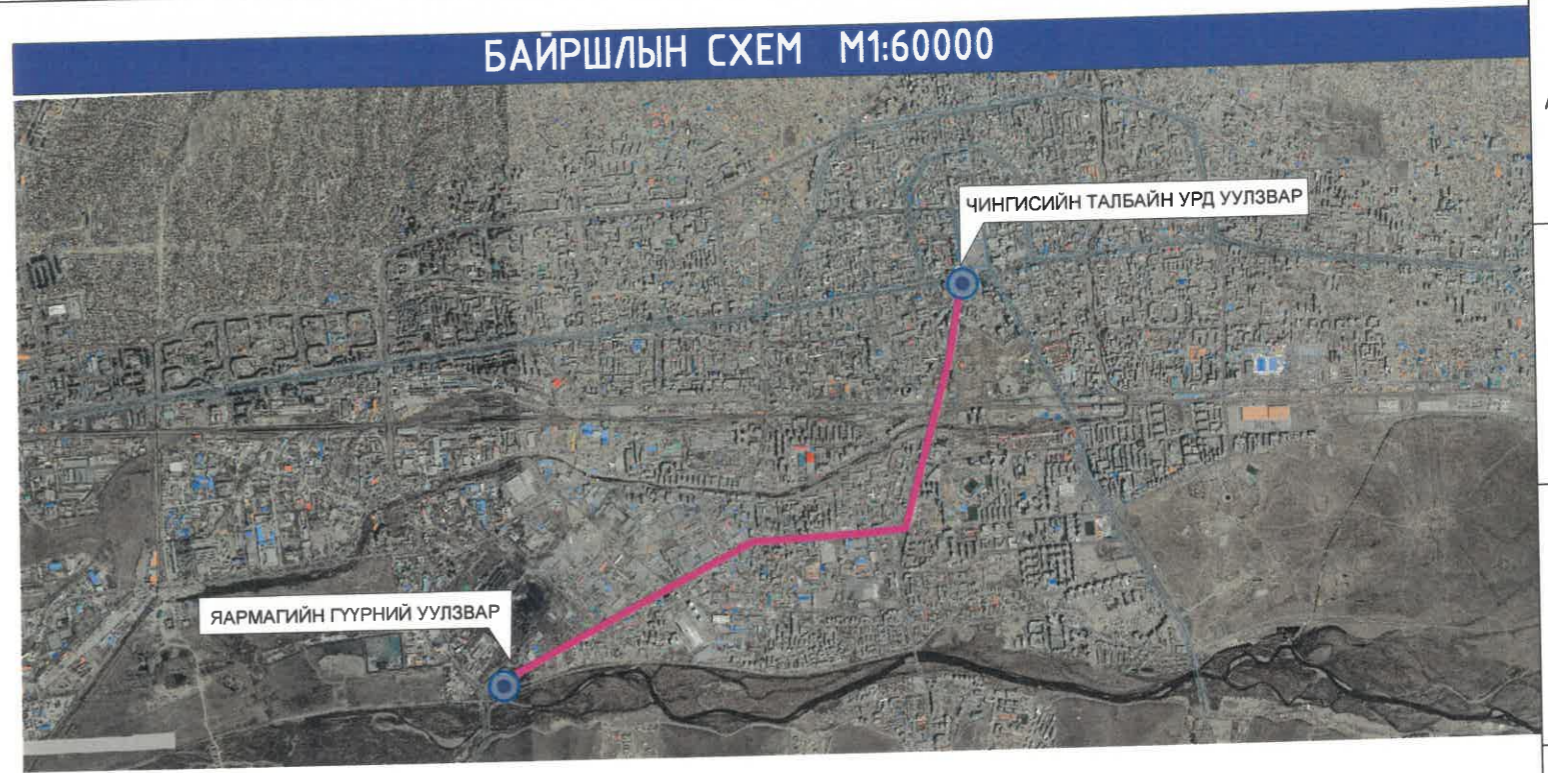 БАЙРШЛЫН СХЕМ М1:60000
ЧИНГИСИЙН ТАЛБАЙН УРД УУЛЗВАР
ЯАРМАГИЙН ГҮҮРНИЙ УУЛЗВАР